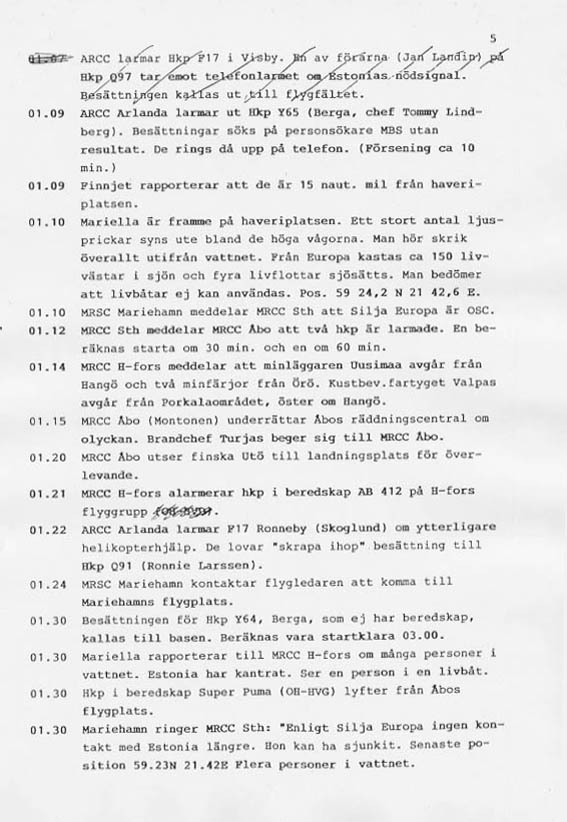 5
01.07 ARCC larmar Hkp F17 i Visby. En av förarna (Jan Landin) på
Hkp Q97 tar emot telefonlarmet om Estonias nödsignal.
Besättningen kallas ut till flygfältet.
01.09 ARCC Arlanda larmar ut Hkp Y65 (Berga, chef Tommy Lind-
berg). Besättningar söks på personsökare MBS utan
resultat. De rings då upp på telefon. (Försening ca 10
min.)
01.09 Finnjet rapporterar att de är 15 naut. mil från haveri-
platsen.
01.10 Mariella är framme på haveriplatsen. Ett stort antal ljus-
prickar syns ute bland de höga vågorna. Man hör skrik
överallt utifrån vattnet. Från Europa kastas ca 150 liv-
västar i sjön och fyra livflottar sjösätts. Man bedömer
att livbåtar ej kan användas. Pos. 59 24,2 N 21 42,6 E.
01.10 MRSC Mariehamn meddelar MRCC Sth att Silja Europa är OSC.
01.12 MRCC Sth meddelar MRCC Åbo att två hkp är larmade. En be-
räknas starta om 30 min. och en om 60 min.
01.14 MRCC H-fors meddelar att minläggaren Uusimaa avgår från
Hangö och två minfärjor från Örö. Kustbev.fartyget Valpas
avgår från Porkalaområdet, öster om Hangö.
01.15 MRCC Åbo (Montonen) underrättar Åbos räddningscentral om
olyckan. Brandchef Turjas beger sig till MRCC Åbo.
01.20 MRCC Åbo utser finska Utö till landningsplats för över-
levande.
01.21 MRCC H-fors alarmerar hkp i beredskap AB 412 på H-fors
flyggrupp .
01.22 ARCC Arlanda larmar F17 Ronneby (Skoglund) om ytterligare
helikopterhjälp. De lovar "skrapa ihop" besättning till
Hkp Q91 (Ronnie Larssen).
01.24 MRSC Mariehamn kontaktar flygledaren att komma till
Mariehamns flygplats.
01.30 Besättningen för Hkp Y64, Berga, som ej har beredskap,
kallas till basen. Beräknas vara startklara 03.00.
01.30 Mariella rapporterar till MRCC H-fors om många personer i
vattnet. Estonia har kantrat. Ser en person i en livbåt.
01.30 Hkp i beredskap Super Puma (OH-HVG) lyfter från Åbos
flygplats.
01.30 Mariehamn ringer MRCC Sth: "Enligt Silja Europa ingen kon-
takt med Estonia längre. Hon kan ha sjunkit. Senaste po-
sition 59.23N 21.42E Flera personer i vattnet.